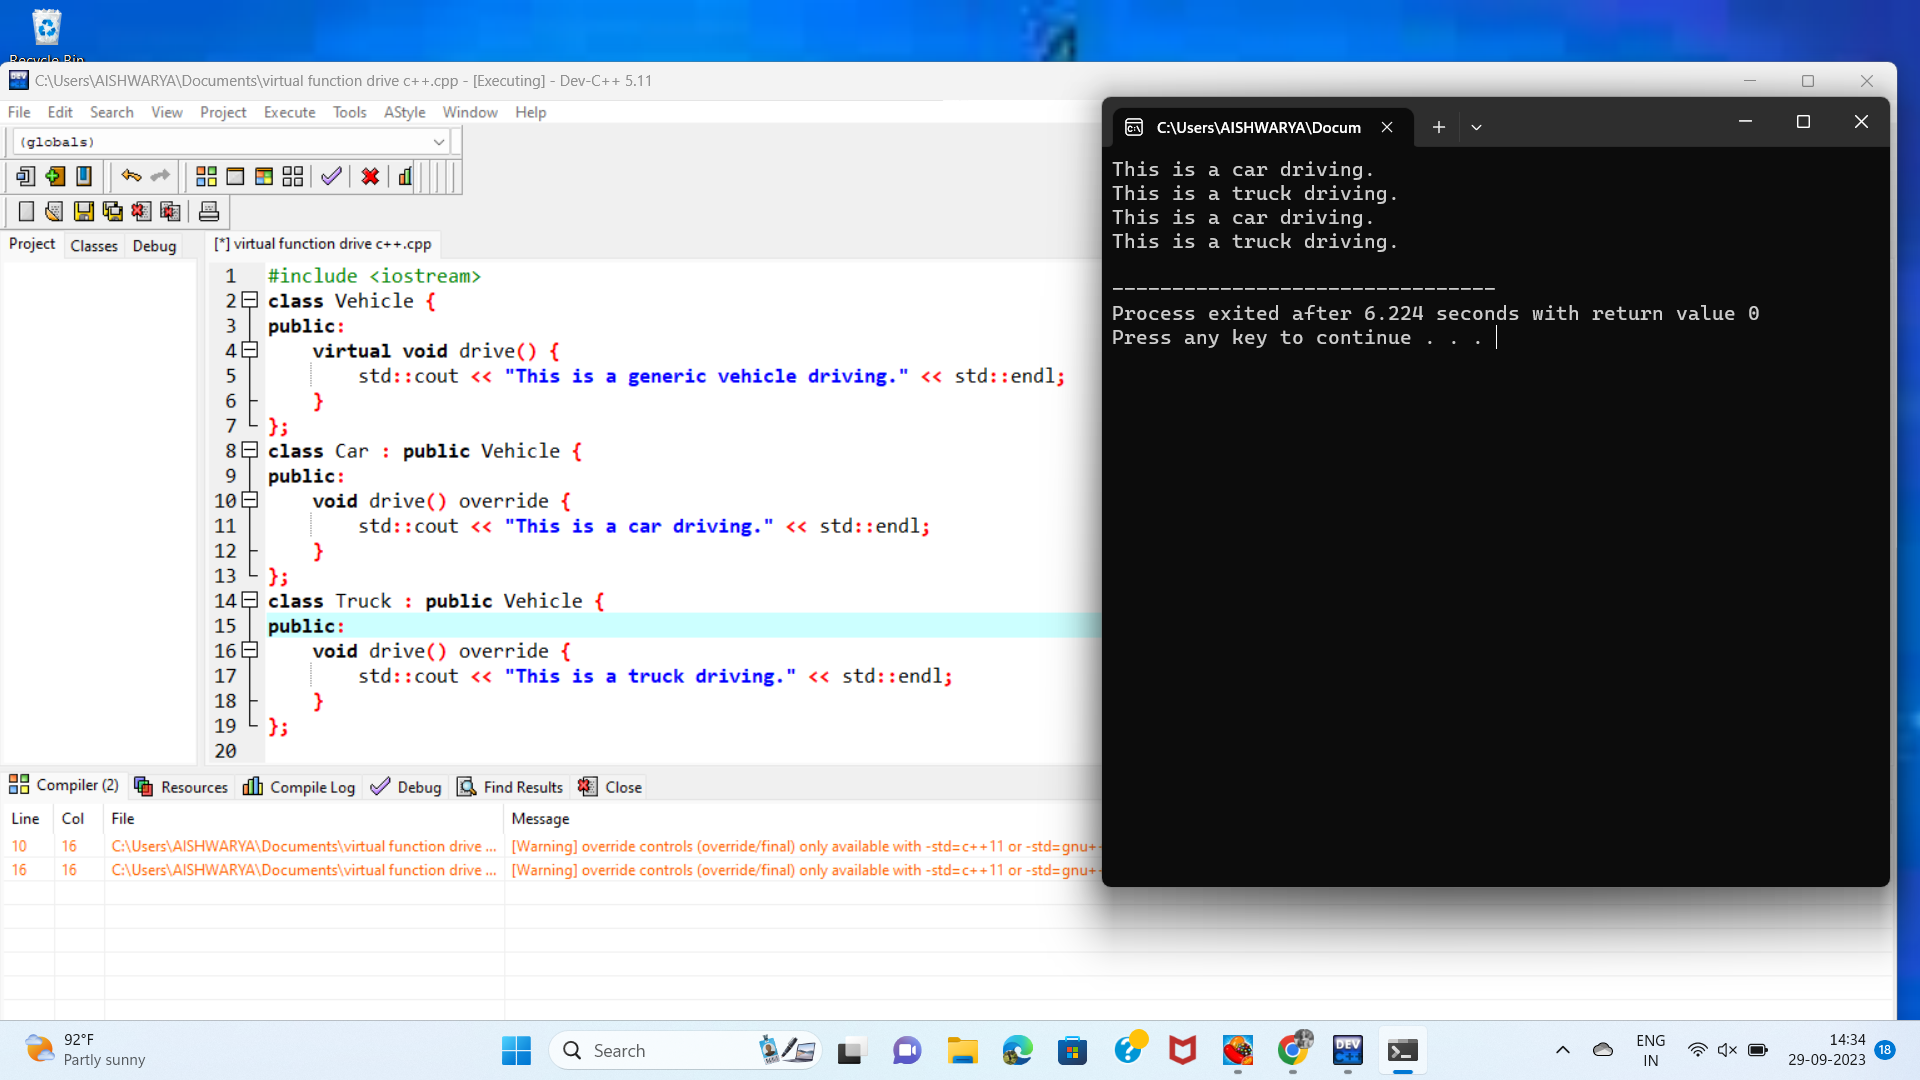 Recycle Bin
C:\Users\AISHWARYA\Documents\virtual function drive c++.cpp - [Executing] - Dev-C++ 5.11
File Edit Search View Project Execute Tools AStyle Window Help
(globals)
Project Classes Debug
[*] virtual function drive c++.cpp
1 #include <iostream>
2 class Vehicle {
3 public:
4 virtual void drive() {
5 std::cout << "This is a generic vehicle driving." << std::endl;
6 }
7 };
8 class Car : public Vehicle {
9 public:
10 void drive() override {
11 std::cout << "This is a car driving." << std::endl;
12 }
13 };
14 class Truck : public Vehicle {
15 public:
16 void drive() override {
17 std::cout << "This is a truck driving." << std::endl;
18 }
19 };
20
C:\Users\AISHWARYA\Docum
This is a car driving.
This is a truck driving.
This is a car driving.
This is a truck driving.
--------------------------------
Process exited after 6.224 seconds with return value 0
Press any key to continue . . .
Compiler (2) Resources Compile Log Debug Find Results Close
Line Col File Message
10 16 C:\Users\AISHWARYA\Documents\virtual function drive ... [Warning] override controls (override/final) only available with -std=c++11 or -std=gnu+
16 16 C:\Users\AISHWARYA\Documents\virtual function drive ... [Warning] override controls (override/final) only available with -std=c++11 or -std=gnu+
92°F
Partly sunny
Search
DEV
ENG
IN
14:34
29-09-2023
18